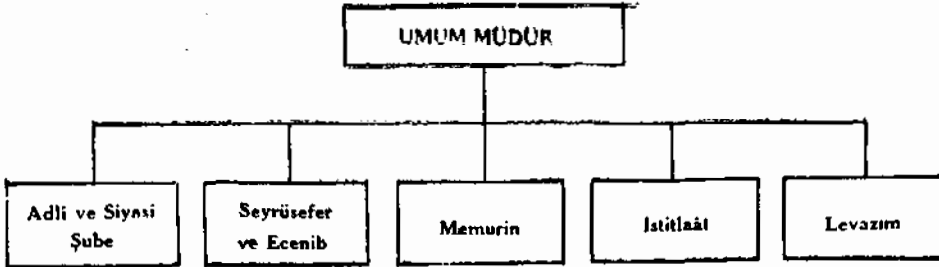 UMUM MÜDÜR
Adli ve Siyasi
Şube
Seyrüsefer
ve Ecenib
Memurin
İstitlaât
Levazım